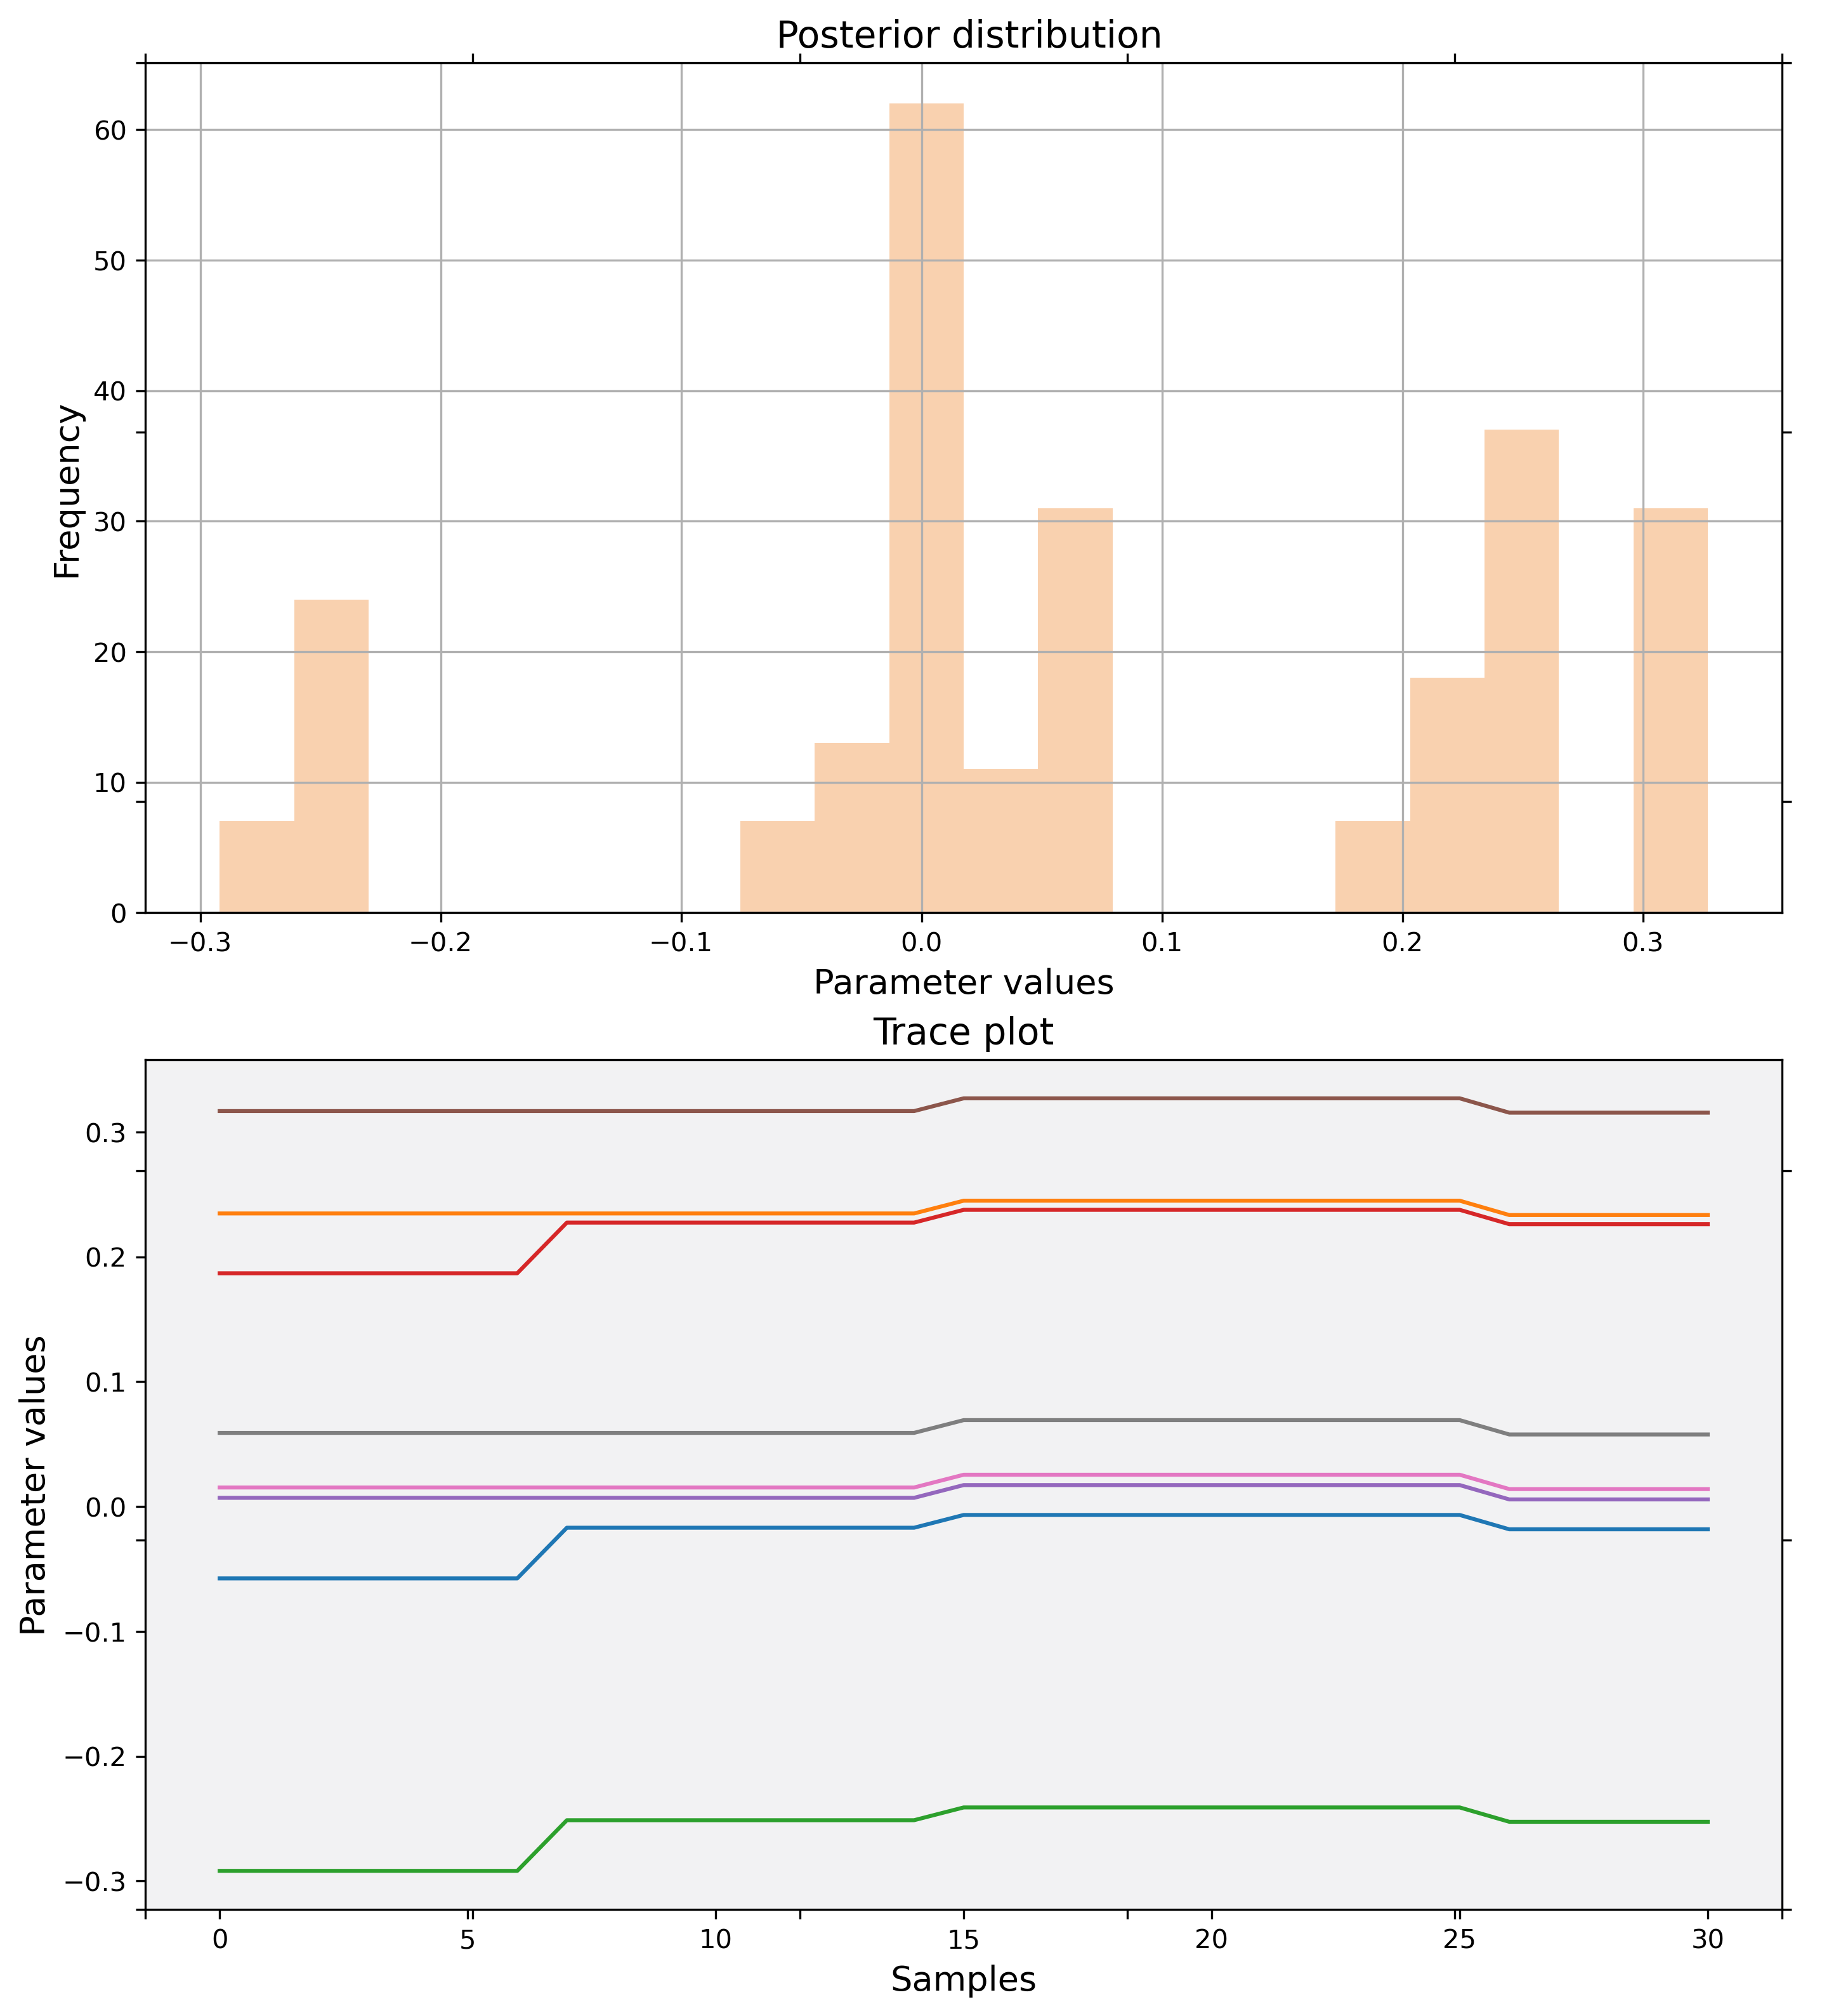 Posterior distribution
60
50
40
30
20
10
0
Frequency
−0.3 −0.2 −0.1 0.0 0.1 0.2 0.3
Parameter values
Trace plot
0.3
0.2
0.1
0.0
−0.1
−0.2
−0.3
Parameter values
0 5 10 15 20 25 30
Samples